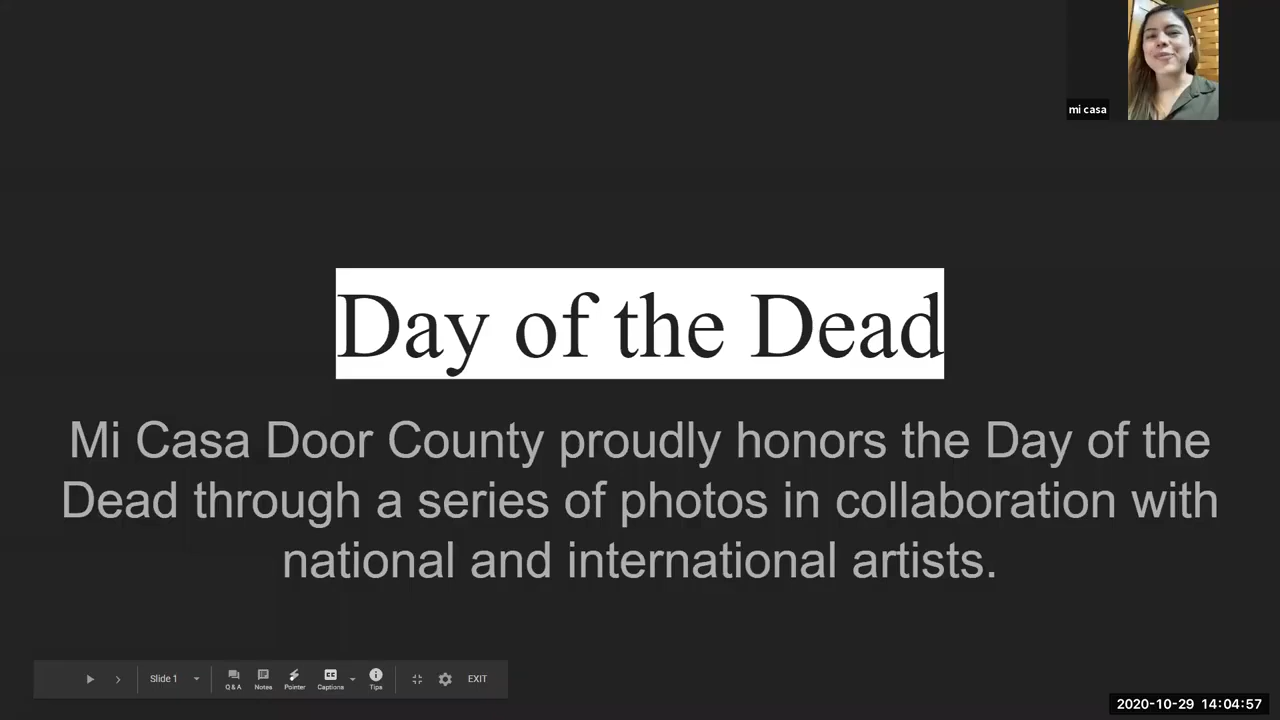 mi casa
Day of the Dead
Mi Casa Door County proudly honors the Day of the
Dead through a series of photos in collaboration with
national and international artists.
Slide 1
Q & A
Notes
Pointer
CC
Captions
Tips
EXIT
2020-10-29 14:04:57